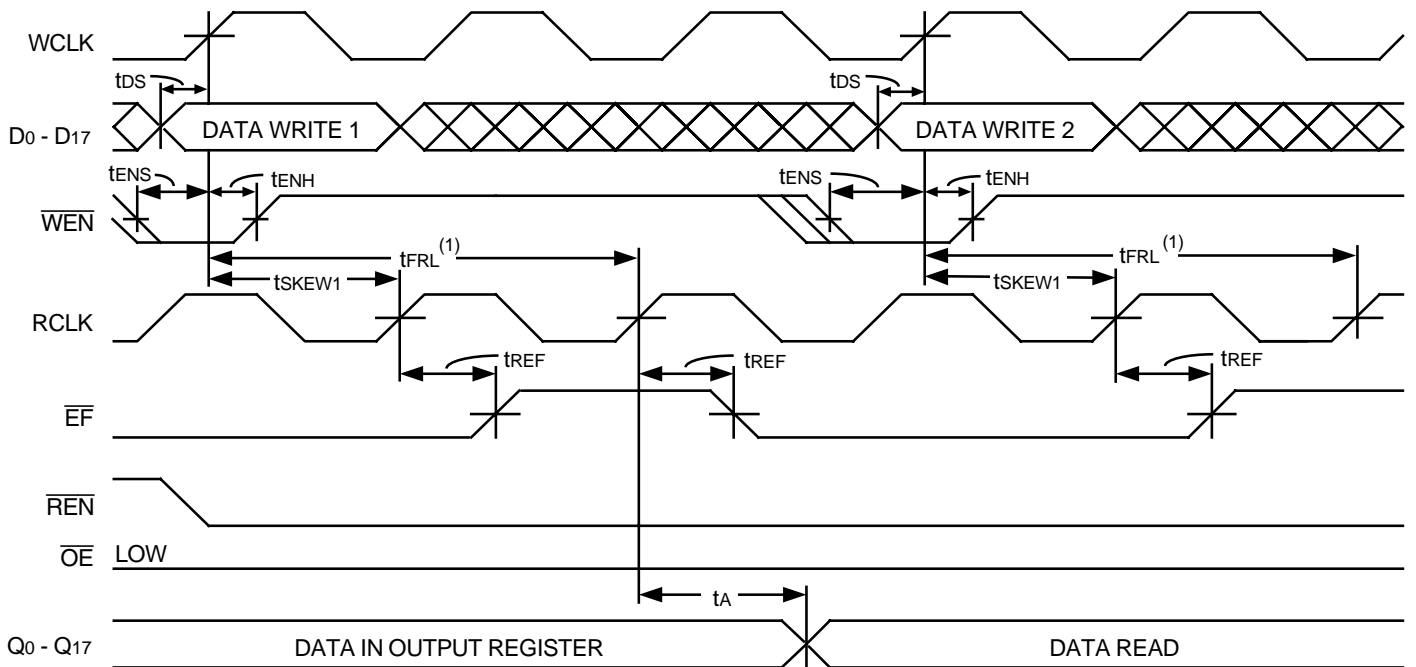 WCLK
tDS tDS
D0 - D17 DATA WRITE 1 DATA WRITE 2
tENS tENH tENS tENH
WEN
tFRL(1) tFRL(1)
tSKEW1 tSKEW1
RCLK
tREF tREF tREF
EF
REN
OE LOW
tA
Q0 - Q17 DATA IN OUTPUT REGISTER DATA READ